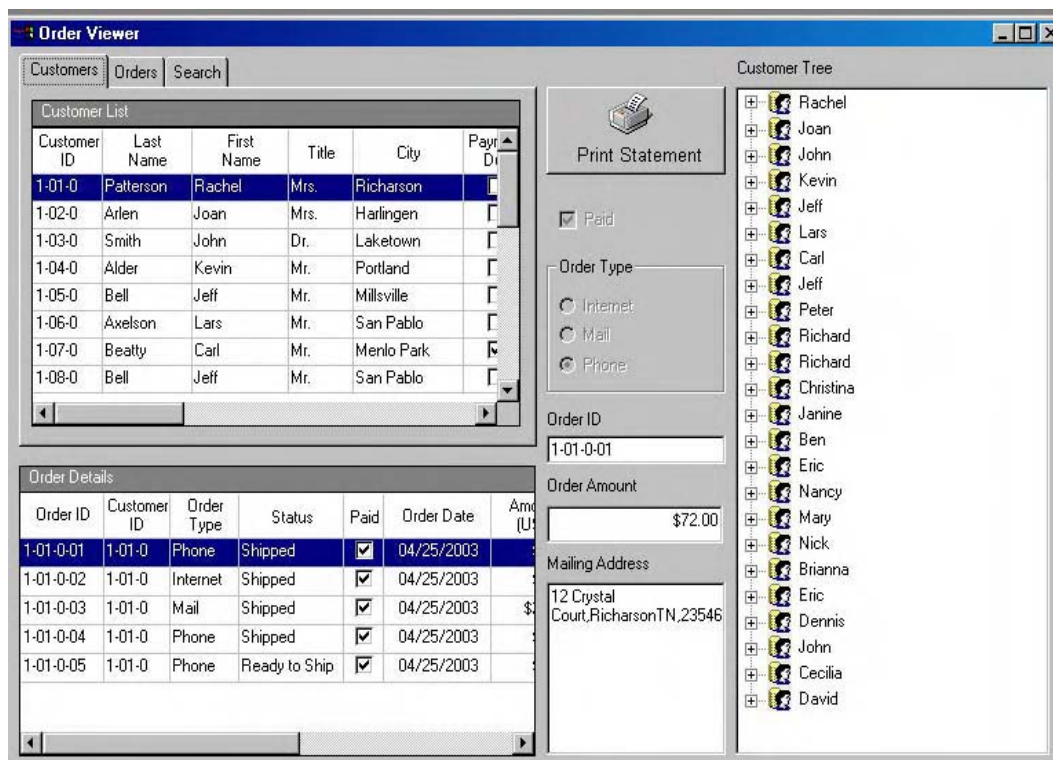 Order Viewer
Customers Orders Search
Customer List
Customer ID Last Name First Name Title City
1-01-0 Patterson Rachel Mrs. Richarson
1-02-0 Arlen Joan Mrs. Harlingen
1-03-0 Smith John Dr. Laketown
1-04-0 Alder Kevin Mr. Portland
1-05-0 Bell Jeff Mr. Millsville
1-06-0 Axelson Lars Mr. San Pablo
1-07-0 Beatty Carl Mr. Menlo Park
1-08-0 Bell Jeff Mr. San Pablo
Order Details
Order ID Customer ID Order Type Status Paid Order Date
1-01-0-01 1-01-0 Phone Shipped 04/25/2003
1-01-0-02 1-01-0 Internet Shipped 04/25/2003
1-01-0-03 1-01-0 Mail Shipped 04/25/2003
1-01-0-04 1-01-0 Phone Shipped 04/25/2003
1-01-0-05 1-01-0 Phone Ready to Ship 04/25/2003
Print Statement
Paid
Order Type
Internet
Mail
Phone
Order ID
1-01-0-01
Order Amount
$72.00
Mailing Address
12 Crystal
Court,RicharsonTN,23546
Customer Tree
Rachel
Joan
John
Kevin
Jeff
Lars
Carl
Jeff
Peter
Richard
Richard
Christina
Janine
Ben
Eric
Nancy
Mary
Nick
Brianna
Eric
Dennis
John
Cecilia
David